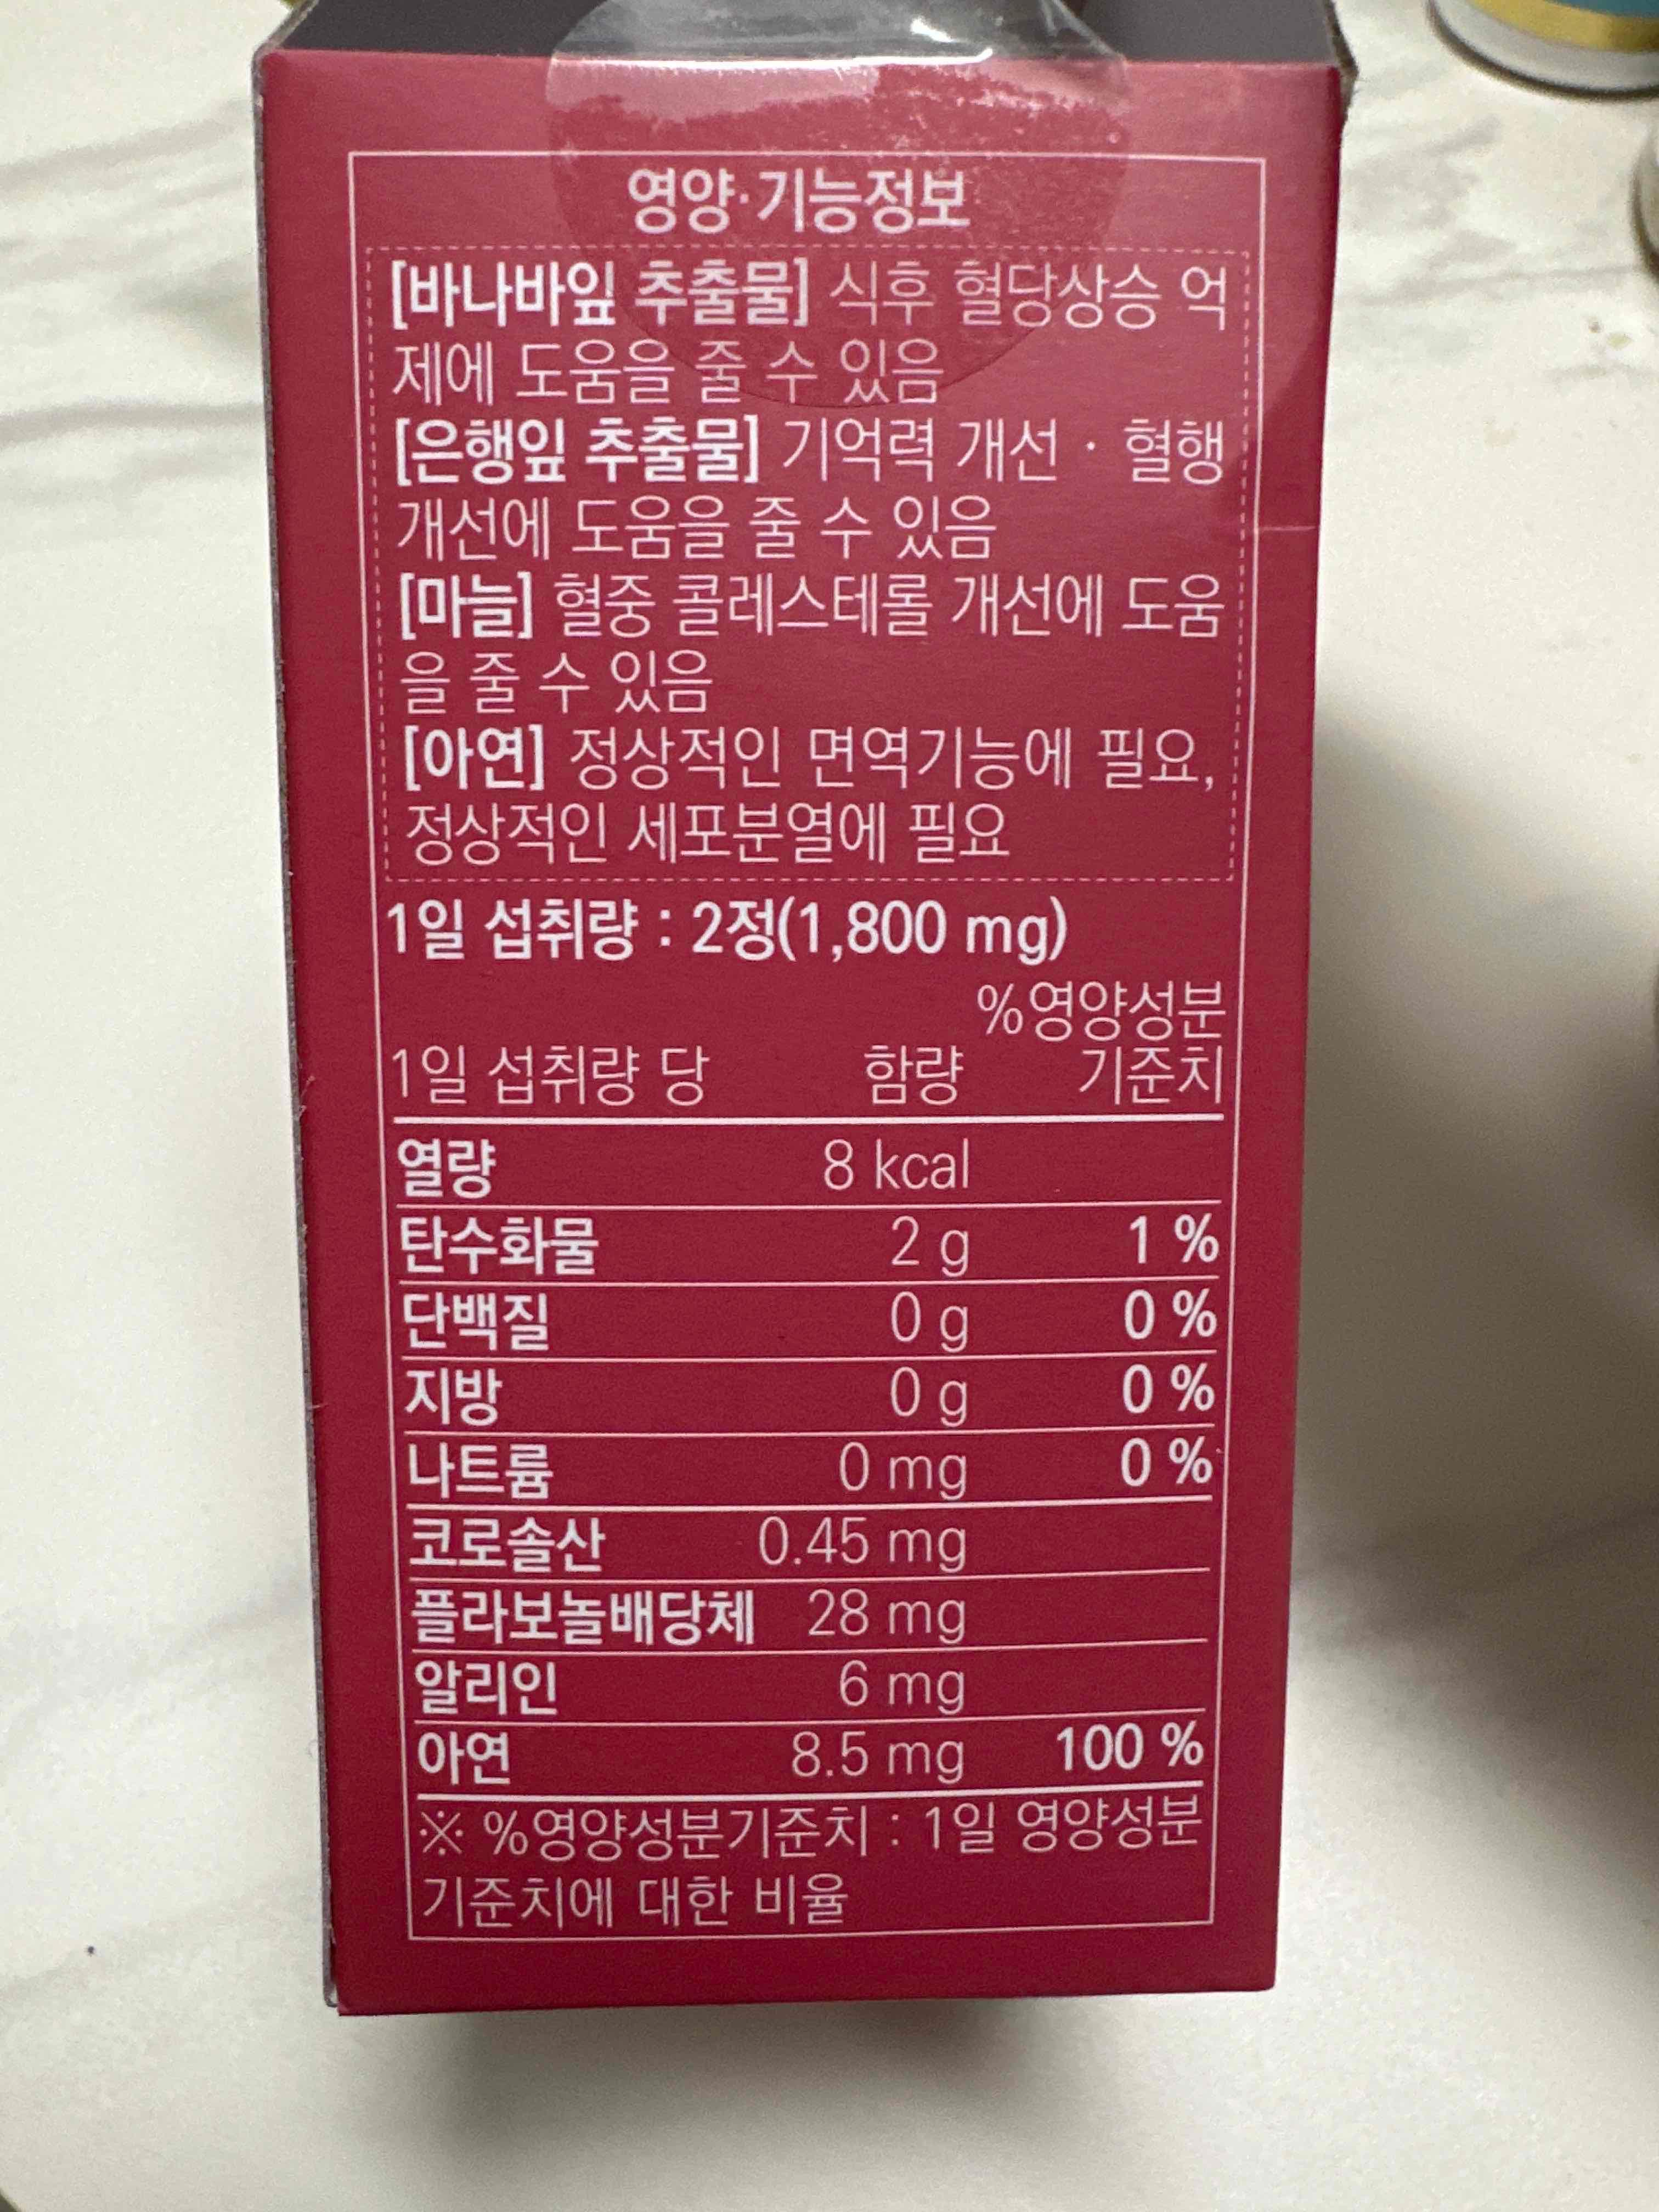 영양·기능정보
[바나바잎 추출물] 식후 혈당상승 억
제에 도움을 줄 수 있음
[은행잎 추출물] 기억력 개선 · 혈행
개선에 도움을 줄 수 있음
[마늘] 혈중 콜레스테롤 개선에 도움
을 줄 수 있음
[아연] 정상적인 면역기능에 필요,
정상적인 세포분열에 필요
1일 섭취량 : 2정(1,800 mg)
%영양성분
1일 섭취량 당 함량 기준치
열량 8 kcal
탄수화물 2 g 1 %
단백질 0 g 0 %
지방 0 g 0 %
나트륨 0 mg 0 %
코로솔산 0.45 mg
플라보놀배당체 28 mg
알리인 6 mg
아연 8.5 mg 100 %
※ %영양성분기준치 : 1일 영양성분
기준치에 대한 비율